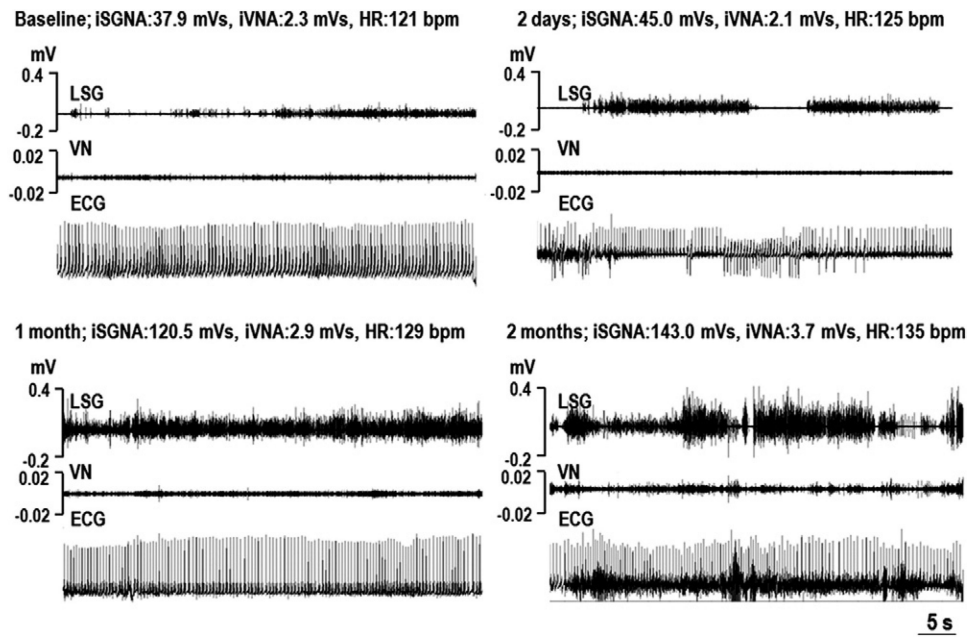 Baseline; iSGNA:37.9 mVs, iVNA:2.3 mVs, HR:121 bpm
mV
0.4
LSG
-0.2
0.02
VN
-0.02
ECG
2 days; iSGNA:45.0 mVs, iVNA:2.1 mVs, HR:125 bpm
mV
0.4
LSG
-0.2
0.02
VN
-0.02
ECG
1 month; iSGNA:120.5 mVs, iVNA:2.9 mVs, HR:129 bpm
mV
0.4
LSG
-0.2
0.02
VN
-0.02
ECG
2 months; iSGNA:143.0 mVs, iVNA:3.7 mVs, HR:135 bpm
mV
0.4
LSG
-0.2
0.02
VN
-0.02
ECG
5 s